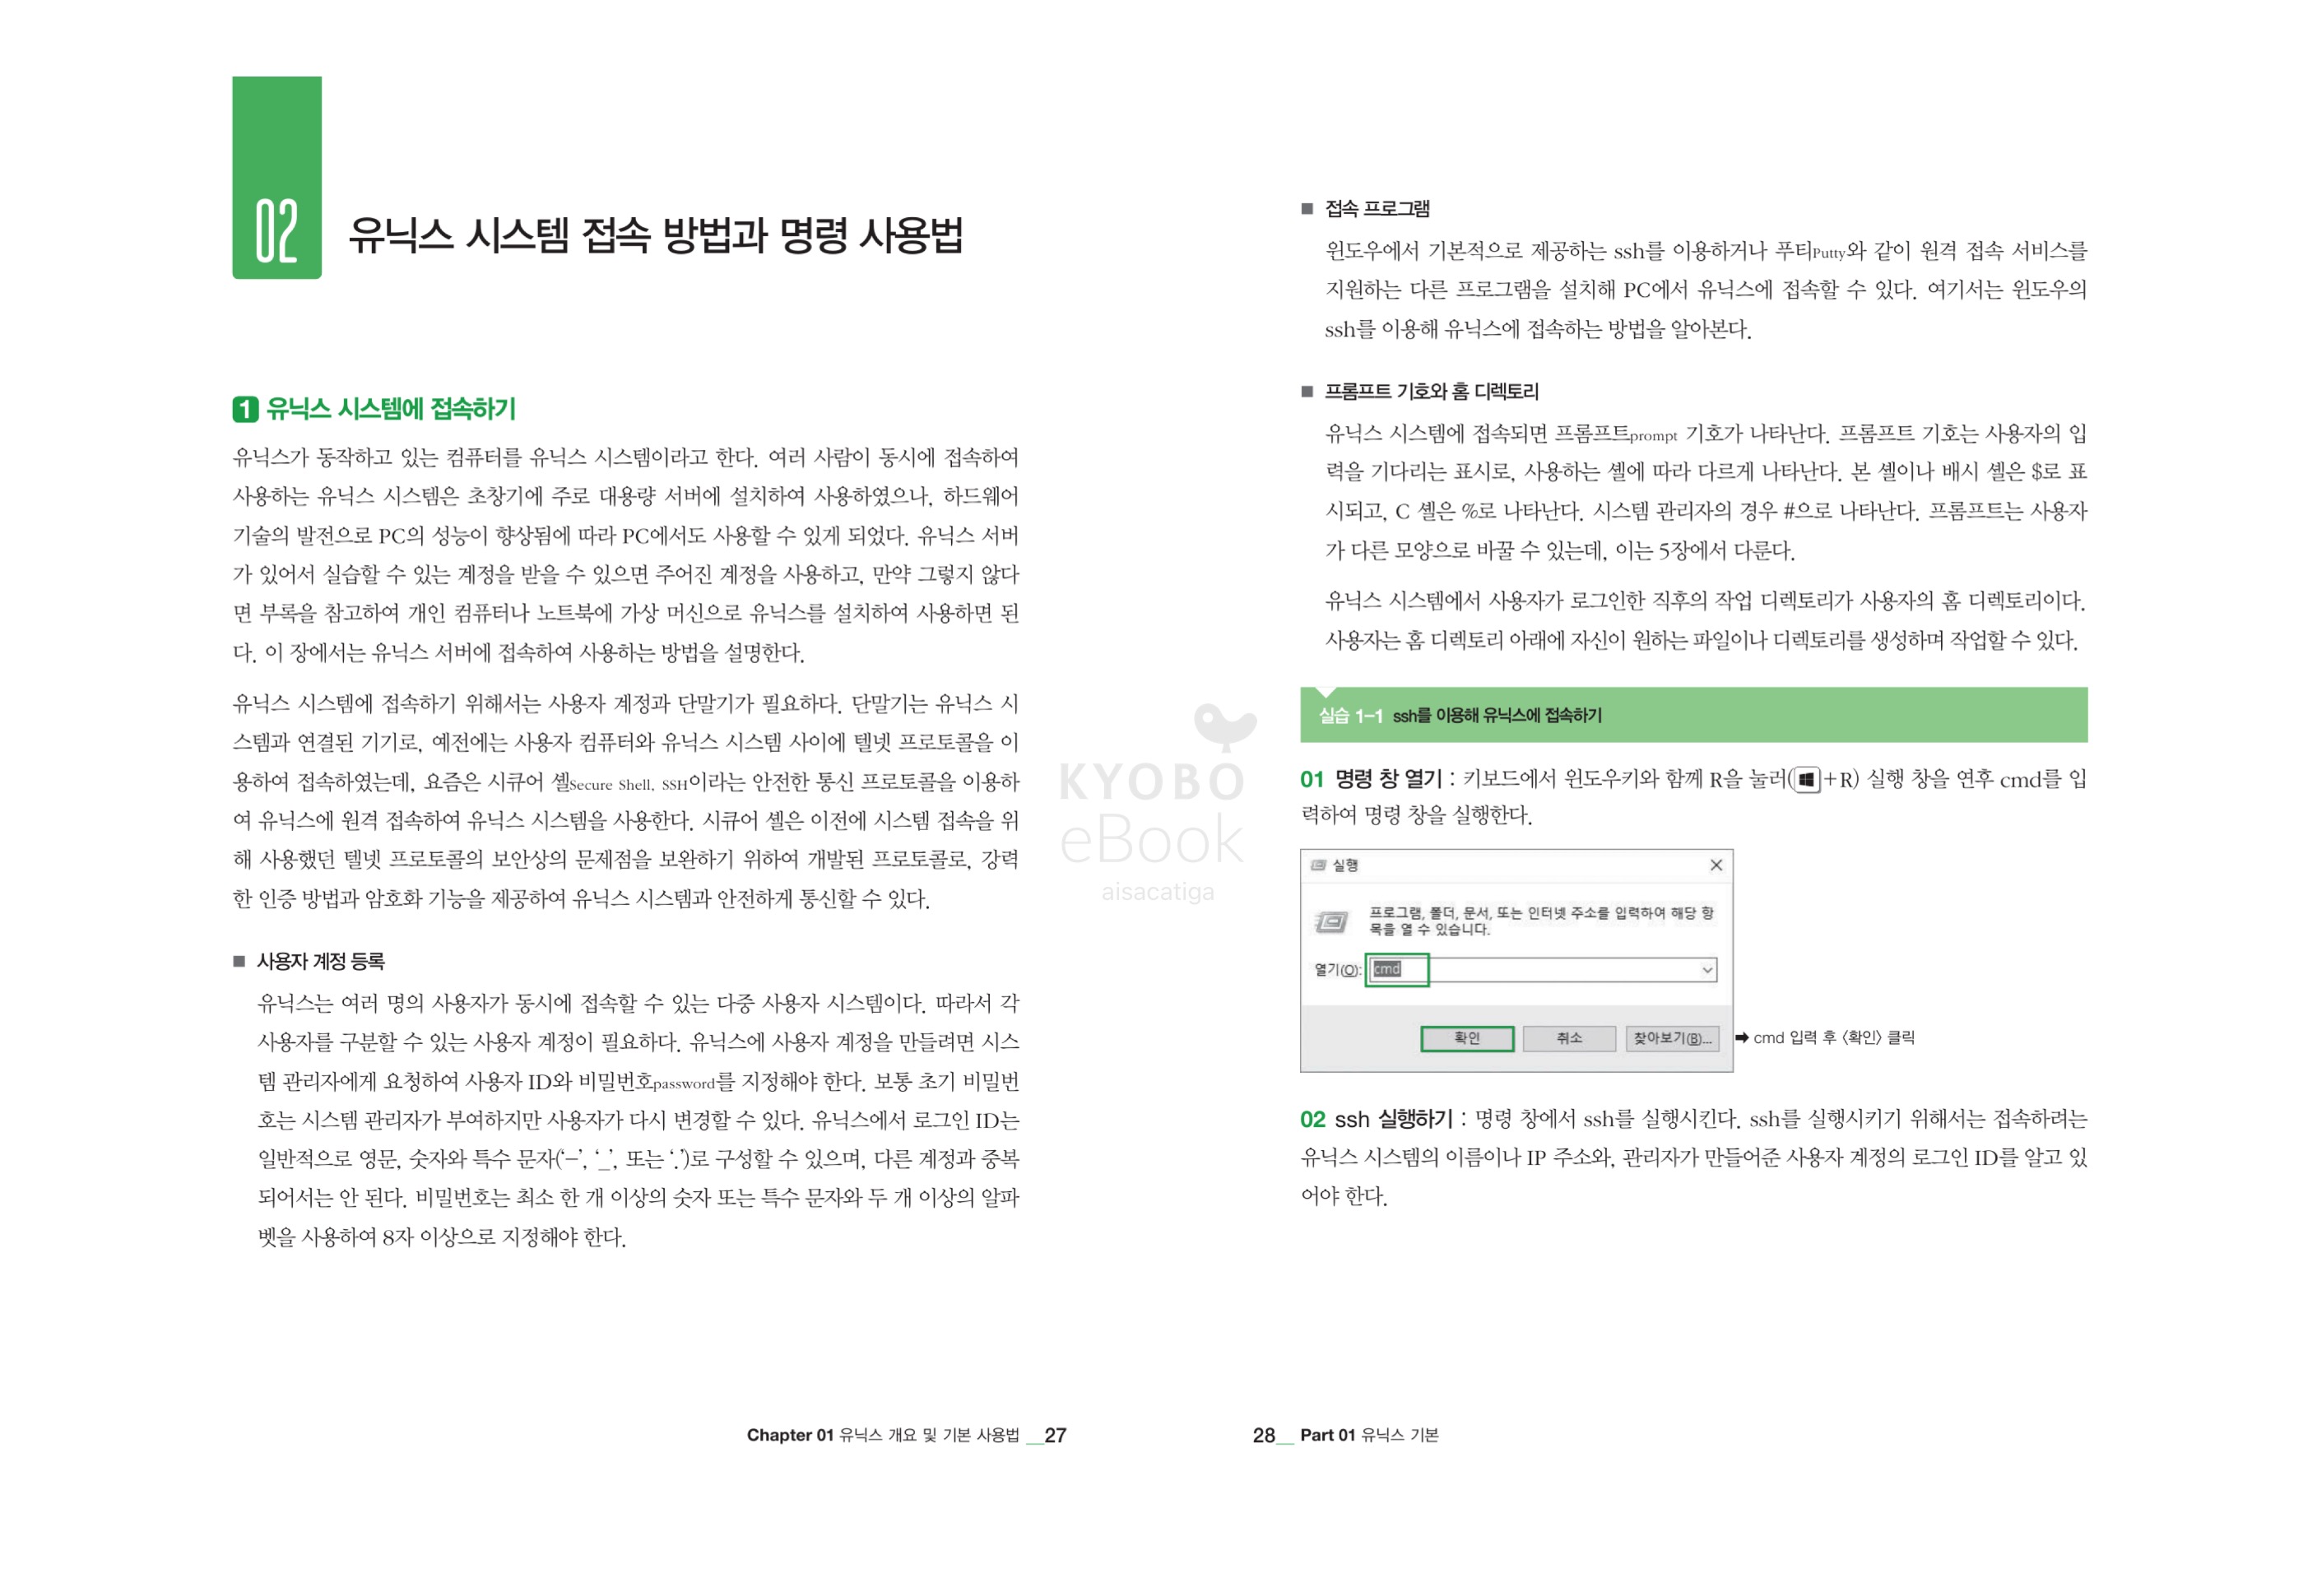 02
유닉스 시스템 접속 방법과 명령 사용법
1 유닉스 시스템에 접속하기
유닉스가 동작하고 있는 컴퓨터를 유닉스 시스템이라고 한다. 여러 사람이 동시에 접속하여
사용하는 유닉스 시스템은 초창기에 주로 대용량 서버에 설치하여 사용하였으나, 하드웨어
기술의 발전으로 PC의 성능이 향상됨에 따라 PC에서도 사용할 수 있게 되었다. 유닉스 서버
가 있어서 실습할 수 있는 계정을 받을 수 있으면 주어진 계정을 사용하고, 만약 그렇지 않다
면 부록을 참고하여 개인 컴퓨터나 노트북에 가상 머신으로 유닉스를 설치하여 사용하면 된
다. 이 장에서는 유닉스 서버에 접속하여 사용하는 방법을 설명한다.
유닉스 시스템에 접속하기 위해서는 사용자 계정과 단말기가 필요하다. 단말기는 유닉스 시
스템과 연결된 기기로, 예전에는 사용자 컴퓨터와 유닉스 시스템 사이에 텔넷 프로토콜을 이
용하여 접속하였는데, 요즘은 시큐어 셸Secure Shell, SSH이라는 안전한 통신 프로토콜을 이용하
여 유닉스에 원격 접속하여 유닉스 시스템을 사용한다. 시큐어 셸은 이전에 시스템 접속을 위
해 사용했던 텔넷 프로토콜의 보안상의 문제점을 보완하기 위하여 개발된 프로토콜로, 강력
한 인증 방법과 암호화 기능을 제공하여 유닉스 시스템과 안전하게 통신할 수 있다.
■ 사용자 계정 등록
유닉스는 여러 명의 사용자가 동시에 접속할 수 있는 다중 사용자 시스템이다. 따라서 각
사용자를 구분할 수 있는 사용자 계정이 필요하다. 유닉스에 사용자 계정을 만들려면 시스
템 관리자에게 요청하여 사용자 ID와 비밀번호password를 지정해야 한다. 보통 초기 비밀번
호는 시스템 관리자가 부여하지만 사용자가 다시 변경할 수 있다. 유닉스에서 로그인 ID는
일반적으로 영문, 숫자와 특수 문자(‘–’, ‘_’, 또는 ‘.’)로 구성할 수 있으며, 다른 계정과 중복
되어서는 안 된다. 비밀번호는 최소 한 개 이상의 숫자 또는 특수 문자와 두 개 이상의 알파
벳을 사용하여 8자 이상으로 지정해야 한다.
Chapter 01 유닉스 개요 및 기본 사용법 __27
■ 접속 프로그램
윈도우에서 기본적으로 제공하는 ssh를 이용하거나 푸티Putty와 같이 원격 접속 서비스를
지원하는 다른 프로그램을 설치해 PC에서 유닉스에 접속할 수 있다. 여기서는 윈도우의
ssh를 이용해 유닉스에 접속하는 방법을 알아본다.
■ 프롬프트 기호와 홈 디렉토리
유닉스 시스템에 접속되면 프롬프트prompt 기호가 나타난다. 프롬프트 기호는 사용자의 입
력을 기다리는 표시로, 사용하는 셸에 따라 다르게 나타난다. 본 셸이나 배시 셸은 $로 표
시되고, C 셸은 %로 나타난다. 시스템 관리자의 경우 #으로 나타난다. 프롬프트는 사용자
가 다른 모양으로 바꿀 수 있는데, 이는 5장에서 다룬다.
유닉스 시스템에서 사용자가 로그인한 직후의 작업 디렉토리가 사용자의 홈 디렉토리이다.
사용자는 홈 디렉토리 아래에 자신이 원하는 파일이나 디렉토리를 생성하며 작업할 수 있다.
실습 1–1 ssh를 이용해 유닉스에 접속하기
01 명령 창 열기 : 키보드에서 윈도우키와 함께 R을 눌러(+R) 실행 창을 연후 cmd를 입
력하여 명령 창을 실행한다.
실행
프로그램, 폴더, 문서, 또는 인터넷 주소를 입력하여 해당 항
목을 열 수 있습니다.
열기(O): cmd
확인 취소 찾아보기(B)...
➡ cmd 입력 후 〈확인〉 클릭
02 ssh 실행하기 : 명령 창에서 ssh를 실행시킨다. ssh를 실행시키기 위해서는 접속하려는
유닉스 시스템의 이름이나 IP 주소와, 관리자가 만들어준 사용자 계정의 로그인 ID를 알고 있
어야 한다.
28__ Part 01 유닉스 기본
KYOBO
eBook
aisacatiga